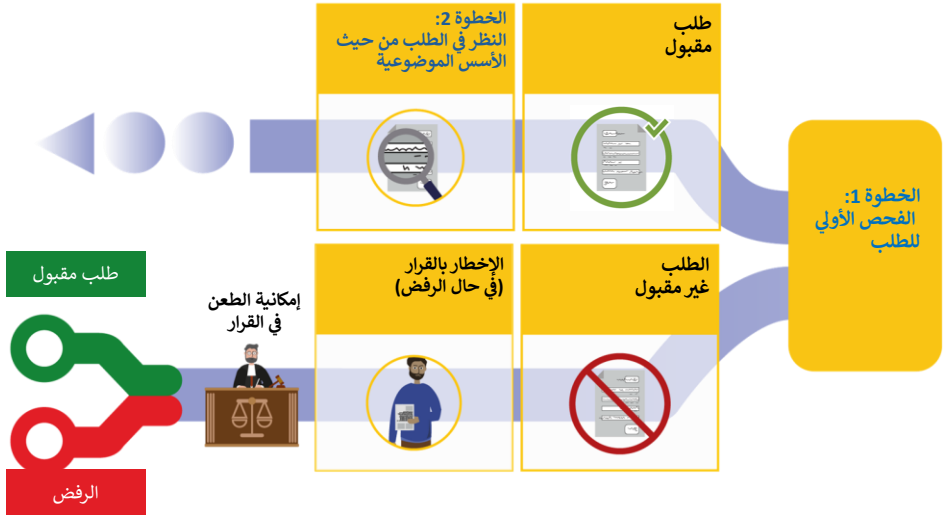 الخطوة 1:
الفحص الأولي
للطلب
طلب
مقبول
الخطوة 2:
النظر في الطلب من حيث
الأسس الموضوعية
الطلب
غير مقبول
الإخطار بالقرار
(في حال الرفض)
إمكانية الطعن
في القرار
طلب مقبول
الرفض